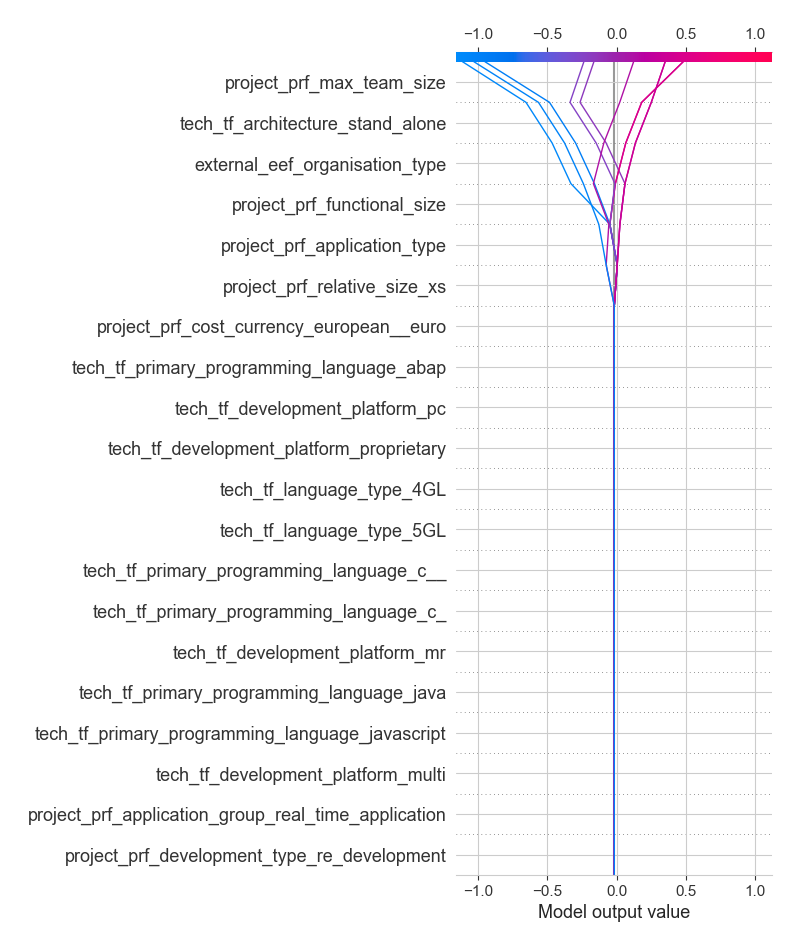 −1.0 −0.5 0.0 0.5 1.0
project_prf_max_team_size
tech_tf_architecture_stand_alone
external_eef_organisation_type
project_prf_functional_size
project_prf_application_type
project_prf_relative_size_xs
project_prf_cost_currency_european__euro
tech_tf_primary_programming_language_abap
tech_tf_development_platform_pc
tech_tf_development_platform_proprietary
tech_tf_language_type_4GL
tech_tf_language_type_5GL
tech_tf_primary_programming_language_c__
tech_tf_primary_programming_language_c_
tech_tf_development_platform_mr
tech_tf_primary_programming_language_java
tech_tf_primary_programming_language_javascript
tech_tf_development_platform_multi
project_prf_application_group_real_time_application
project_prf_development_type_re_development
−1.0 −0.5 0.0 0.5 1.0
Model output value